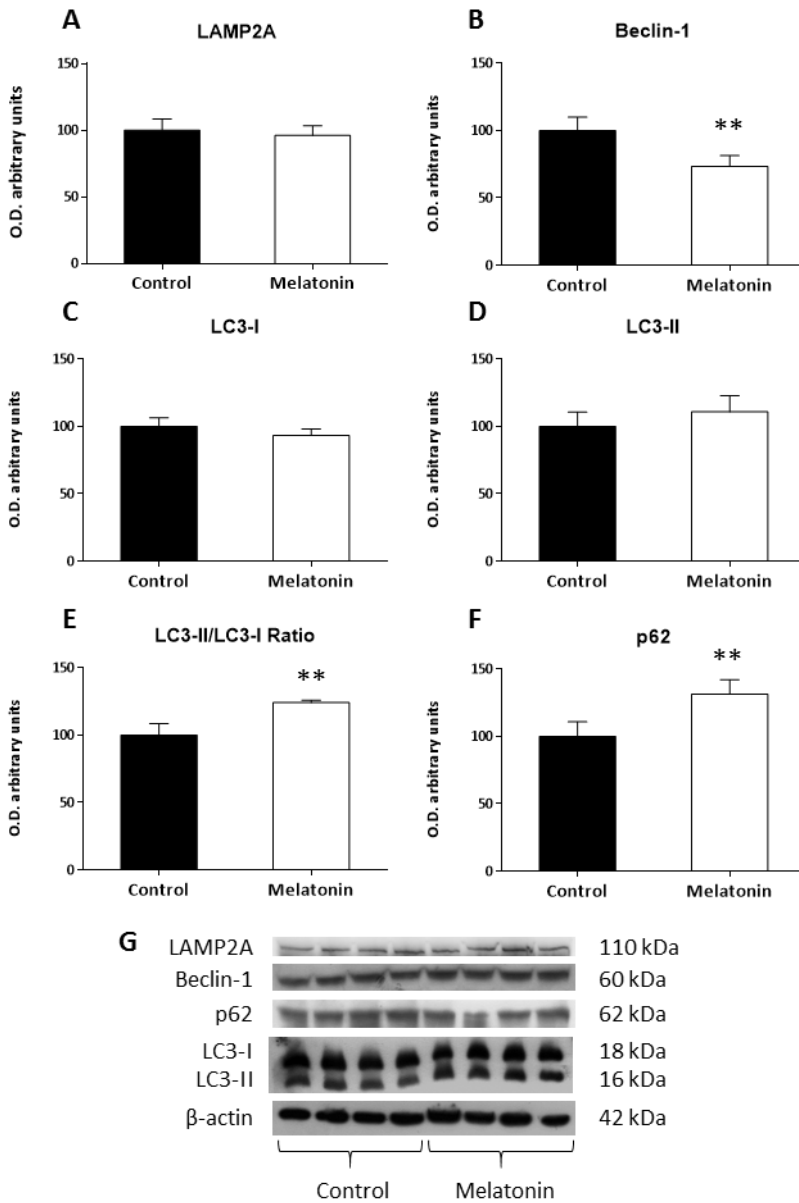 A
LAMP2A
O.D. arbitrary units
150
100
50
0
Control Melatonin
B
Beclin-1
O.D. arbitrary units
150
100
50
0
**
Control Melatonin
C
LC3-I
O.D. arbitrary units
150
100
50
0
Control Melatonin
D
LC3-II
O.D. arbitrary units
150
100
50
0
Control Melatonin
E
LC3-II/LC3-I Ratio
O.D. arbitrary units
150
100
50
0
**
Control Melatonin
F
p62
O.D. arbitrary units
150
100
50
0
**
Control Melatonin
G
LAMP2A 110 kDa
Beclin-1 60 kDa
p62 62 kDa
LC3-I 18 kDa
LC3-II 16 kDa
β-actin 42 kDa
Control Melatonin